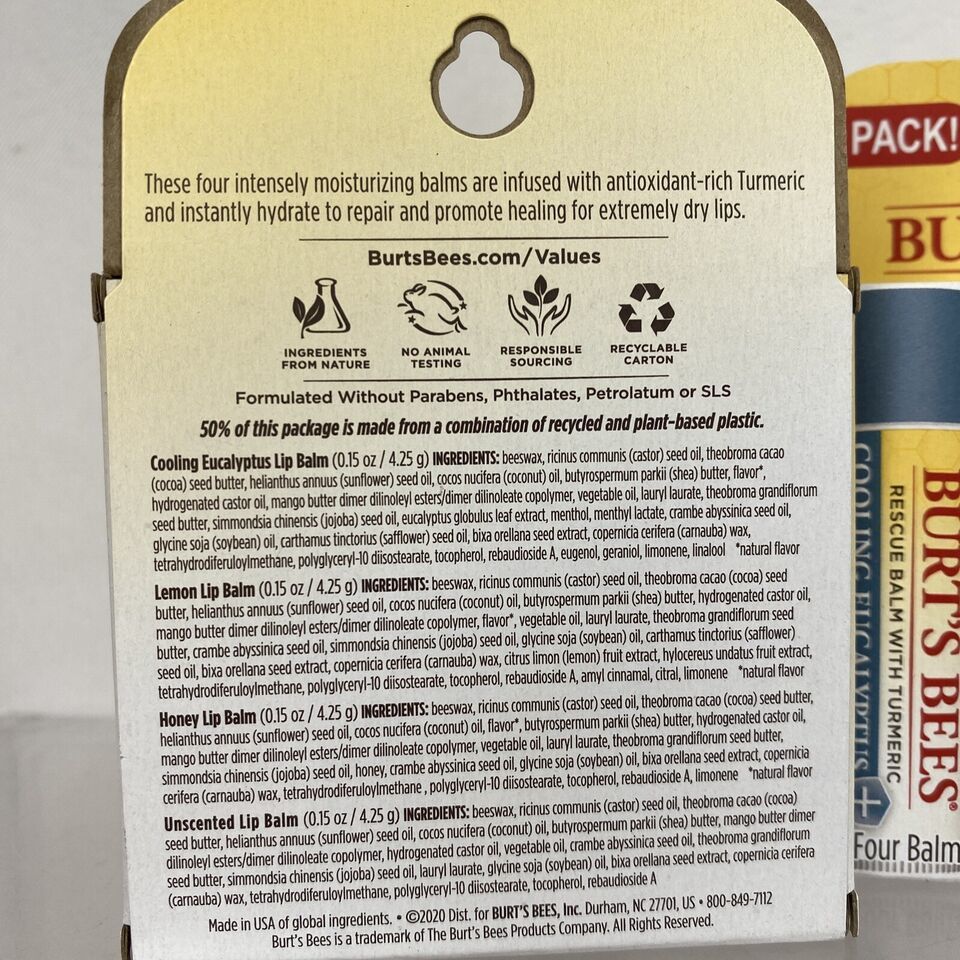 These four intensely moisturizing balms are infused with antioxidant-rich Turmeric
and instantly hydrate to repair and promote healing for extremely dry lips.
BurtsBees.com/Values
INGREDIENTS
FROM NATURE
NO ANIMAL
TESTING
RESPONSIBLE
SOURCING
RECYCLABLE
CARTON
Formulated Without Parabens, Phthalates, Petrolatum or SLS
50% of this package is made from a combination of recycled and plant-based plastic.
Cooling Eucalyptus Lip Balm (0.15 oz / 4.25 g) INGREDIENTS: beeswax, ricinus communis (castor) seed oil, theobroma cacao
(cocoa) seed butter, helianthus annuus (sunflower) seed oil, cocos nucifera (coconut) oil, butyrospermum parkii (shea) butter, flavor*,
hydrogenated castor oil, mango butter dimer dilinoleyl esters/dimer dilinoleate copolymer, vegetable oil, lauryl laurate, theobroma grandiflorum
seed butter, simmondsia chinensis (jojoba) seed oil, eucalyptus globulus leaf extract, menthol, menthyl lactate, crambe abyssinica seed oil,
glycine soja (soybean) oil, carthamus tinctorius (safflower) seed oil, bixa orellana seed extract, copernicia cerifera (carnauba) wax,
tetrahydrodiferuloylmethane, polyglyceryl-10 diisostearate, tocopherol, rebaudioside A, eugenol, geraniol, limonene, linalool *natural flavor
Lemon Lip Balm (0.15 oz / 4.25 g) INGREDIENTS: beeswax, ricinus communis (castor) seed oil, theobroma cacao (cocoa) seed
butter, helianthus annuus (sunflower) seed oil, cocos nucifera (coconut) oil, butyrospermum parkii (shea) butter, hydrogenated castor oil,
mango butter dimer dilinoleyl esters/dimer dilinoleate copolymer, flavor*, vegetable oil, lauryl laurate, theobroma grandiflorum seed
butter, crambe abyssinica seed oil, simmondsia chinensis (jojoba) seed oil, glycine soja (soybean) oil, carthamus tinctorius (safflower)
seed oil, bixa orellana seed extract, copernicia cerifera (carnauba) wax, citrus limon (lemon) fruit extract, hylocereus undatus fruit extract,
tetrahydrodiferuloylmethane, polyglyceryl-10 diisostearate, tocopherol, rebaudioside A, amyl cinnamal, citral, limonene *natural flavor
Honey Lip Balm (0.15 oz / 4.25 g) INGREDIENTS: beeswax, ricinus communis (castor) seed oil, theobroma cacao (cocoa) seed butter,
helianthus annuus (sunflower) seed oil, cocos nucifera (coconut) oil, flavor*, butyrospermum parkii (shea) butter, hydrogenated castor oil,
mango butter dimer dilinoleyl esters/dimer dilinoleate copolymer, vegetable oil, lauryl laurate, theobroma grandiflorum seed butter,
simmondsia chinensis (jojoba) seed oil, honey, crambe abyssinica seed oil, glycine soja (soybean) oil, bixa orellana seed extract, copernicia
cerifera (carnauba) wax, tetrahydrodiferuloylmethane , polyglyceryl-10 diisostearate, tocopherol, rebaudioside A, limonene *natural flavor
Unscented Lip Balm (0.15 oz / 4.25 g) INGREDIENTS: beeswax, ricinus communis (castor) seed oil, theobroma cacao (cocoa)
seed butter, helianthus annuus (sunflower) seed oil, cocos nucifera (coconut) oil, butyrospermum parkii (shea) butter, mango butter dimer
dilinoleyl esters/dimer dilinoleate copolymer, hydrogenated castor oil, vegetable oil, crambe abyssinica seed oil, theobroma grandiflorum
seed butter, simmondsia chinensis (jojoba) seed oil, lauryl laurate, glycine soja (soybean) oil, bixa orellana seed extract, copernicia cerifera
(carnauba) wax, tetrahydrodiferuloylmethane, polyglyceryl-10 diisostearate, tocopherol, rebaudioside A
Made in USA of global ingredients. • ©2020 Dist. for BURT'S BEES, Inc. Durham, NC 27701, US • 800-849-7112
Burt's Bees is a trademark of The Burt's Bees Products Company. All Rights Reserved.
PACK!
BU
COOLING EUCALYPTUS +
RESCUE BALM WITH TURMERIC
BURT'S BEES®
Four Balm